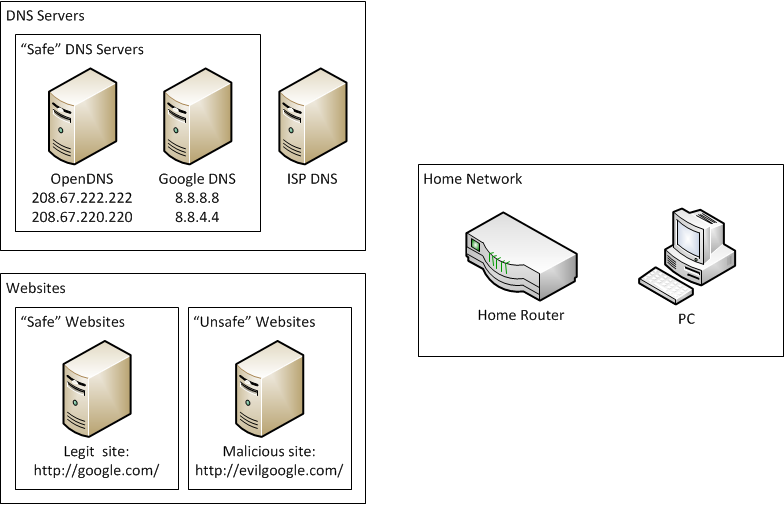 DNS Servers
“Safe” DNS Servers
OpenDNS
208.67.222.222
208.67.220.220
Google DNS
8.8.8.8
8.8.4.4
ISP DNS
Home Network
Home Router
PC
Websites
“Safe” Websites
Legit site:
http://google.com/
“Unsafe” Websites
Malicious site:
http://evilgoogle.com/